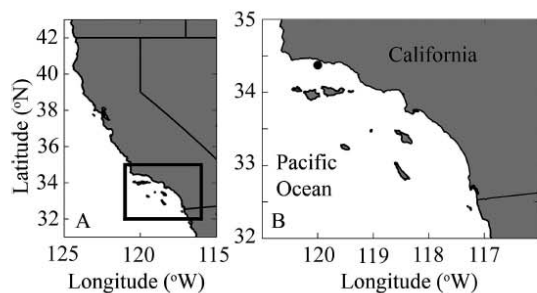 42
40
38
36
34
32
Latitude (°N)
A
125
120
115
Longitude (°W)
35
34
33
32
California
Pacific
Ocean
B
120
119
118
117
Longitude (°W)